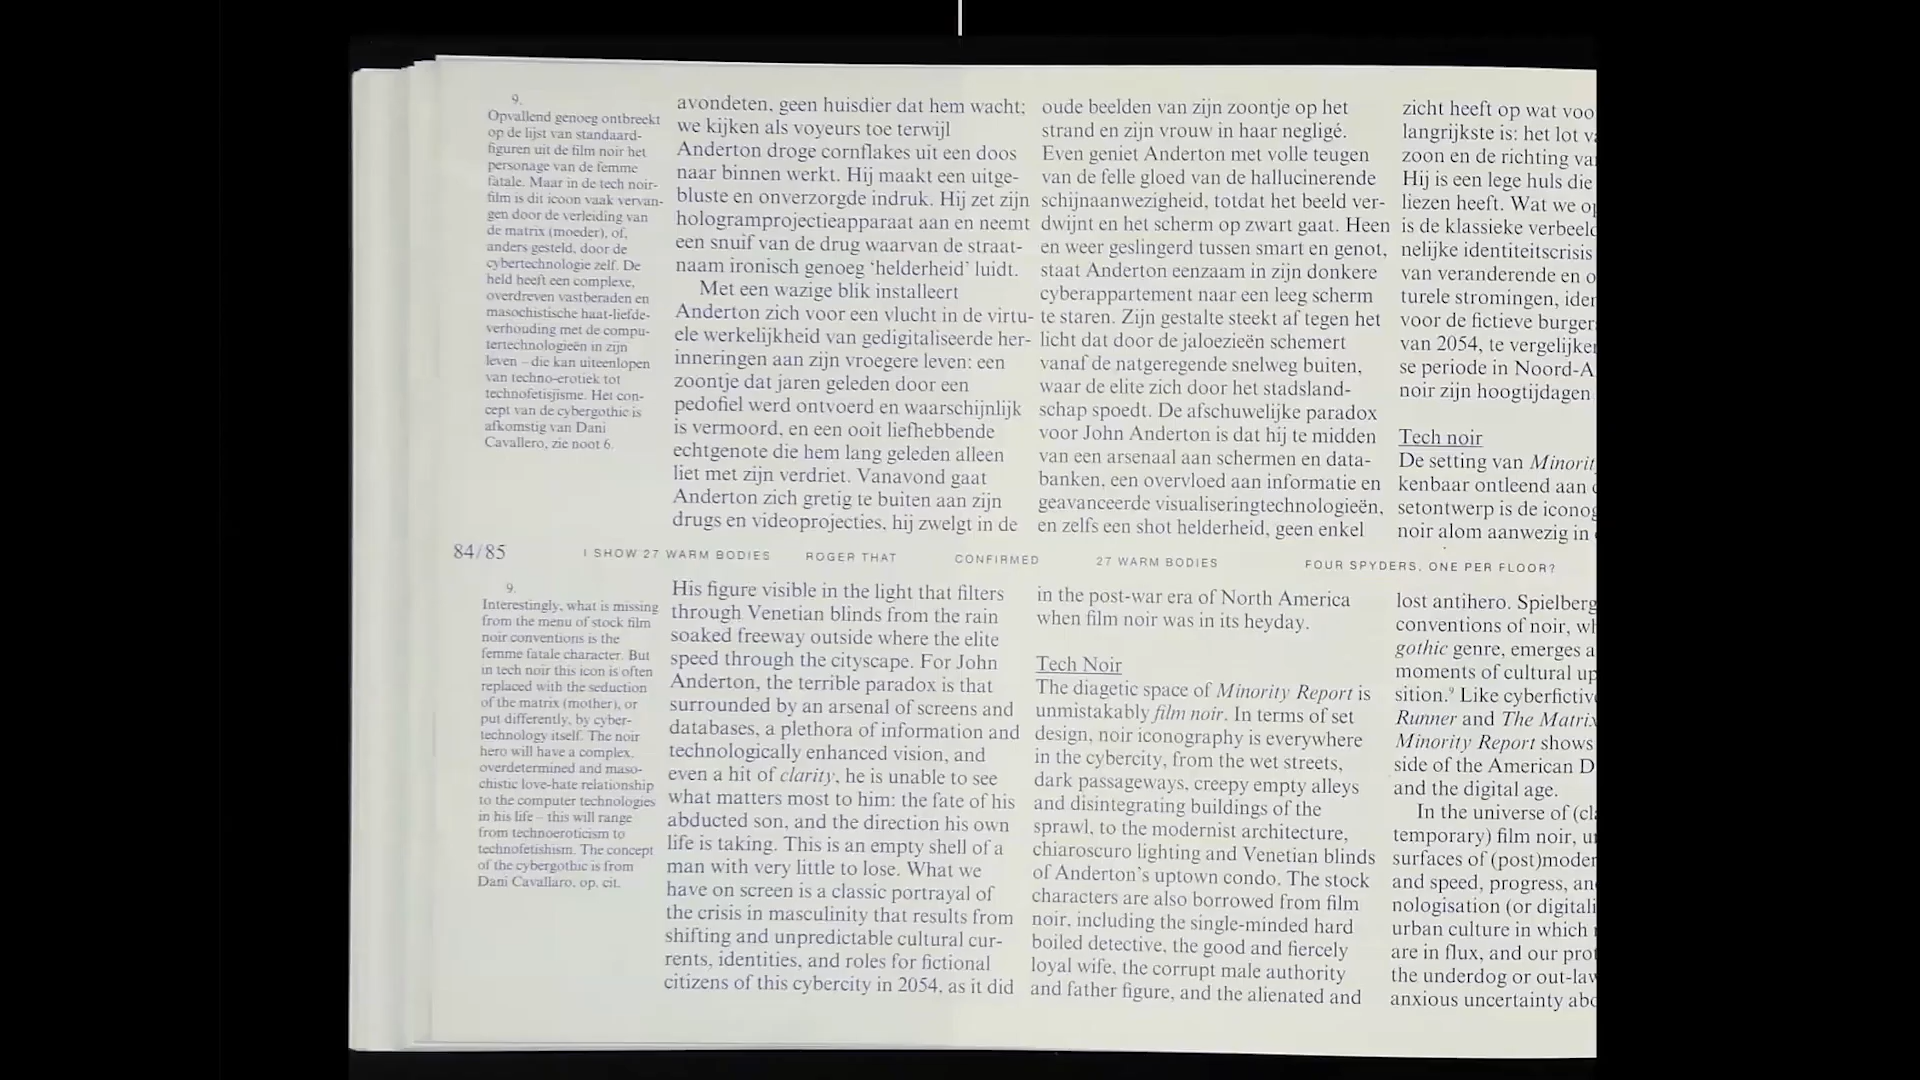 9.
Opvallend genoeg ontbreekt
op de lijst van standaard-
figuren uit de film noir het
personage van de femme
fatale. Maar in de tech noir-
film is dit icoon vaak vervan-
gen door de verleiding van
de matrix (moeder), of,
anders gesteld, door de
cybertechnologie zelf. De
held heeft een complexe,
overdreven vastberaden en
masochistische haat-liefde-
verhouding met de compu-
tertechnologieën in zijn
leven – die kan uiteenlopen
van techno-erotiek tot
technofetisjisme. Het con-
cept van de cybergothic is
afkomstig van Dani
Cavallero, zie noot 6.
avondeten, geen huisdier dat hem wacht;
we kijken als voyeurs toe terwijl
Anderton droge cornflakes uit een doos
naar binnen werkt. Hij maakt een uitge-
bluste en onverzorgde indruk. Hij zet zijn
hologramprojectieapparaat aan en neemt
een snuif van de drug waarvan de straat-
naam ironisch genoeg ‘helderheid’ luidt.
Met een wazige blik installeert
Anderton zich voor een vlucht in de virtu-
ele werkelijkheid van gedigitaliseerde her-
inneringen aan zijn vroegere leven: een
zoontje dat jaren geleden door een
pedofiel werd ontvoerd en waarschijnlijk
is vermoord, en een ooit liefhebbende
echtgenote die hem lang geleden alleen
liet met zijn verdriet. Vanavond gaat
Anderton zich gretig te buiten aan zijn
drugs en videoprojecties, hij zwelgt in de
oude beelden van zijn zoontje op het
strand en zijn vrouw in haar negligé.
Even geniet Anderton met volle teugen
van de felle gloed van de hallucinerende
schijnaanwezigheid, totdat het beeld ver-
dwijnt en het scherm op zwart gaat. Heen
en weer geslingerd tussen smart en genot,
staat Anderton eenzaam in zijn donkere
cyberappartement naar een leeg scherm
te staren. Zijn gestalte steekt af tegen het
licht dat door de jaloezieën schemert
vanaf de natgeregende snelweg buiten,
waar de elite zich door het stadsland-
schap spoedt. De afschuwelijke paradox
voor John Anderton is dat hij te midden
van een arsenaal aan schermen en data-
banken, een overvloed aan informatie en
geavanceerde visualiseringtechnologieën,
en zelfs een shot helderheid, geen enkel
zicht heeft op wat voo
langrijkste is: het lot v
zoon en de richting va
Hij is een lege huls die
liezen heeft. Wat we op
is de klassieke verbeeld
nelijke identiteitscrisis
van veranderende en o
turele stromingen, iden
voor de fictieve burger
van 2054, te vergelijken
se periode in Noord-A
noir zijn hoogtijdagen
Tech noir
De setting van Minorit
kenbaar ontleend aan
setontwerp is de iconog
noir alom aanwezig in
84/85 I SHOW 27 WARM BODIES ROGER THAT CONFIRMED 27 WARM BODIES FOUR SPYDERS, ONE PER FLOOR?
9.
Interestingly, what is missing
from the menu of stock film
noir conventions is the
femme fatale character. But
in tech noir this icon is often
replaced with the seduction
of the matrix (mother), or
put differently, by cyber-
technology itself. The noir
hero will have a complex,
overdetermined and maso-
chistic love-hate relationship
to the computer technologies
in his life – this will range
from technoeroticism to
technofetishism. The concept
of the cybergothic is from
Dani Cavallaro, op. cit.
His figure visible in the light that filters
through Venetian blinds from the rain
soaked freeway outside where the elite
speed through the cityscape. For John
Anderton, the terrible paradox is that
surrounded by an arsenal of screens and
databases, a plethora of information and
technologically enhanced vision, and
even a hit of clarity, he is unable to see
what matters most to him: the fate of his
abducted son, and the direction his own
life is taking. This is an empty shell of a
man with very little to lose. What we
have on screen is a classic portrayal of
the crisis in masculinity that results from
shifting and unpredictable cultural cur-
rents, identities, and roles for fictional
citizens of this cybercity in 2054, as it did
in the post-war era of North America
when film noir was in its heyday.
Tech Noir
The diagetic space of Minority Report is
unmistakably film noir. In terms of set
design, noir iconography is everywhere
in the cybercity, from the wet streets,
dark passageways, creepy empty alleys
and disintegrating buildings of the
sprawl, to the modernist architecture,
chiaroscuro lighting and Venetian blinds
of Anderton’s uptown condo. The stock
characters are also borrowed from film
noir, including the single-minded hard
boiled detective, the good and fiercely
loyal wife, the corrupt male authority
and father figure, and the alienated and
lost antihero. Spielberg
conventions of noir, wh
gothic genre, emerges a
moments of cultural up
sition.⁹ Like cyberfictiv
Runner and The Matrix
Minority Report shows
side of the American D
and the digital age.
In the universe of (cl
temporary) film noir, u
surfaces of (post)moder
and speed, progress, an
nologisation (or digitali
urban culture in which
are in flux, and our prot
the underdog or out-law
anxious uncertainty abo